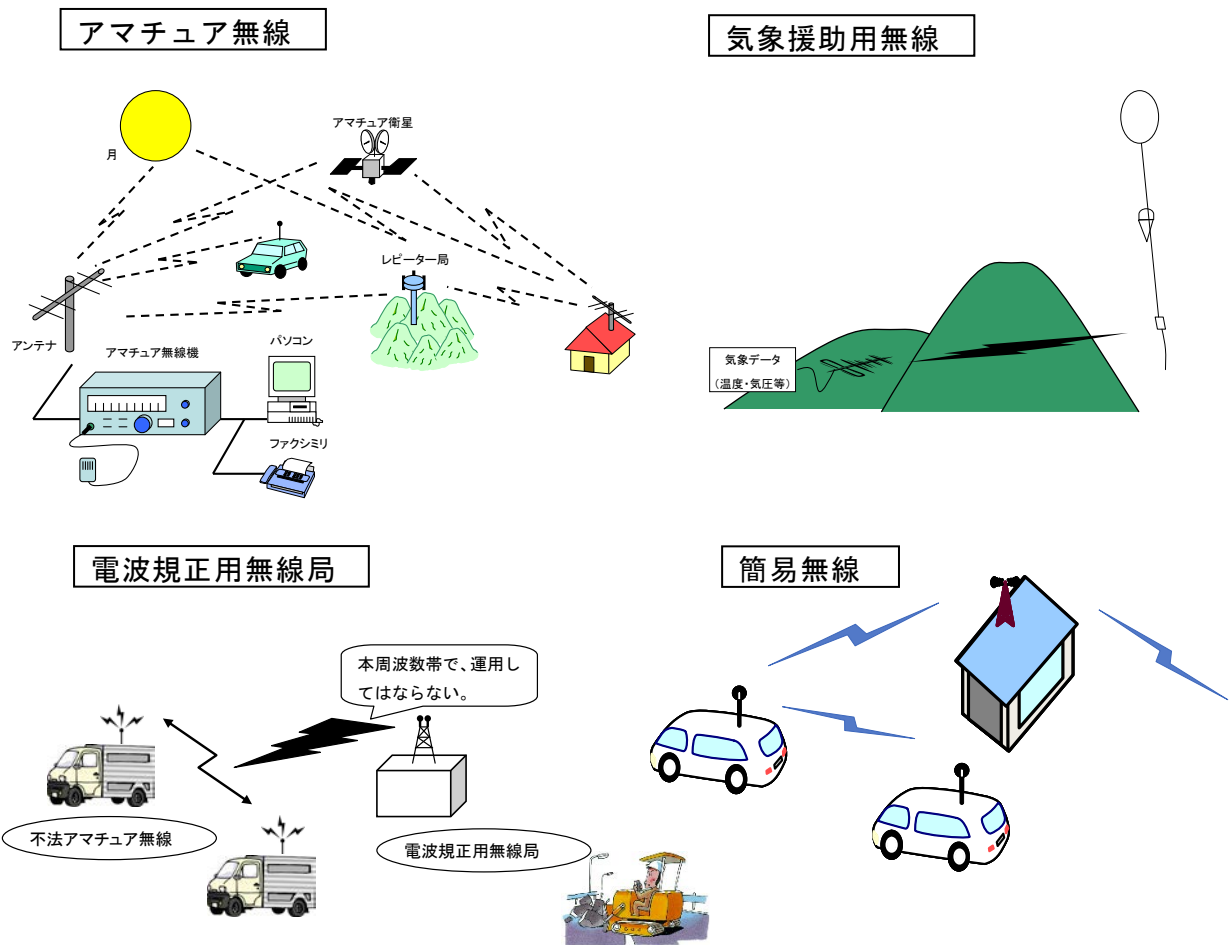 アマチュア無線
月
アマチュア衛星
レピーター局
アンテナ
アマチュア無線機
パソコン
ファクシミリ
気象援助用無線
気象データ
(温度・気圧等)
電波規正用無線局
本周波数帯で、運用し
てはならない。
不法アマチュア無線
電波規正用無線局
簡易無線